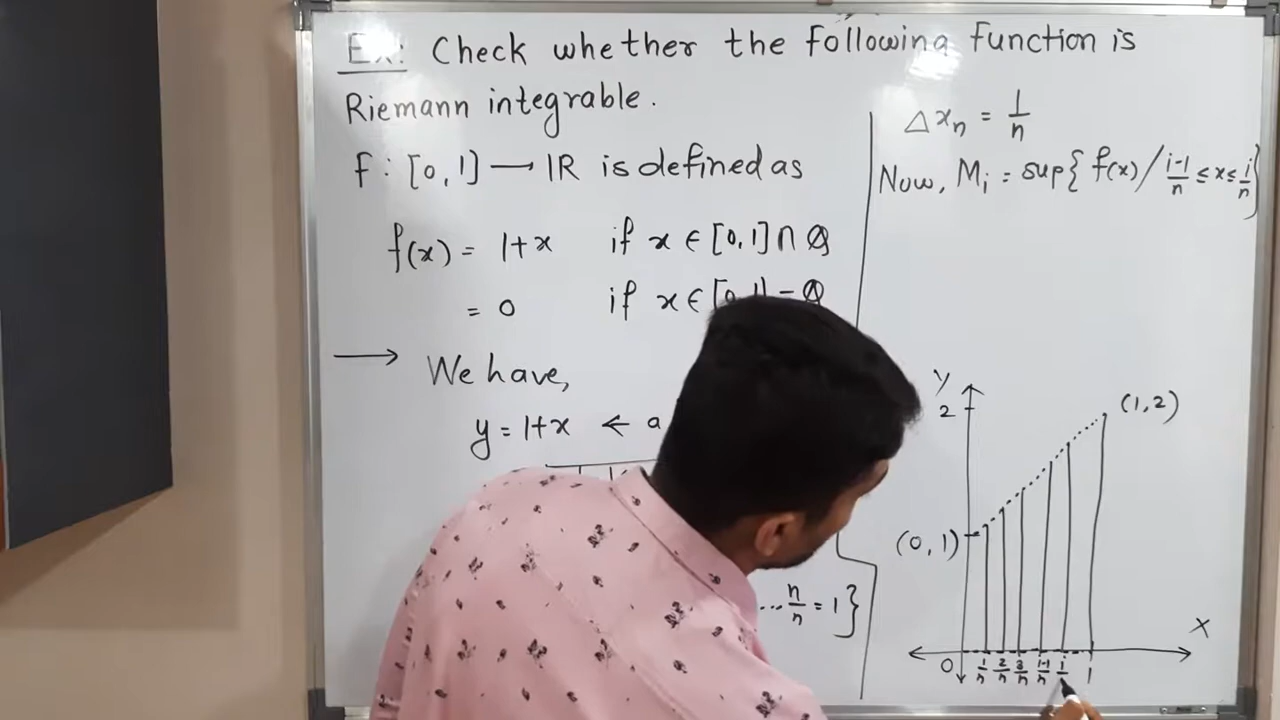 Ex: Check whether the following function is
Riemann integrable.
f : [0, 1] → IR is defined as
f(x) = 1+x if x ∈ [0, 1] ∩ Q
= 0 if x ∈ [0, 1] - Q
→ We have,
y = 1+x ← a
... n/n = 1}
Δxₙ = 1/n
Now, Mᵢ = sup{ f(x) / i-1/n ≤ x ≤ i/n }
Y
2
(1, 2)
(0, 1)
X
0 1/n 2/n 3/n i-1/n i 1